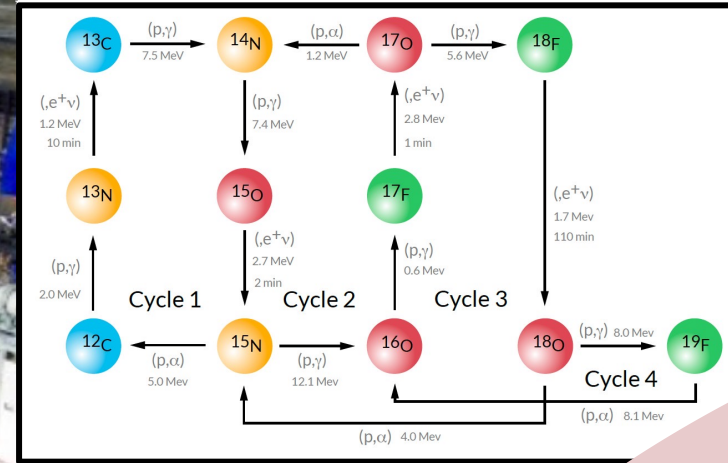 ¹³C
(p,γ)
7.5 MeV
¹⁴N
(p,α)
1.2 MeV
¹⁷O
(p,γ)
5.6 MeV
¹⁸F
(,e⁺ν)
1.2 MeV
10 min
(p,γ)
7.4 MeV
(,e⁺ν)
2.8 Mev
1 min
¹³N
¹⁵O
¹⁷F
(,e⁺ν)
1.7 Mev
110 min
(p,γ)
2.0 MeV
Cycle 1
(,e⁺ν)
2.7 MeV
2 min
Cycle 2
(p,γ)
0.6 Mev
Cycle 3
¹²C
(p,α)
5.0 Mev
¹⁵N
(p,γ)
12.1 MeV
¹⁶O
¹⁸O
(p,γ) 8.0 Mev
¹⁹F
Cycle 4
(p,α) 8.1 Mev
(p,α) 4.0 Mev